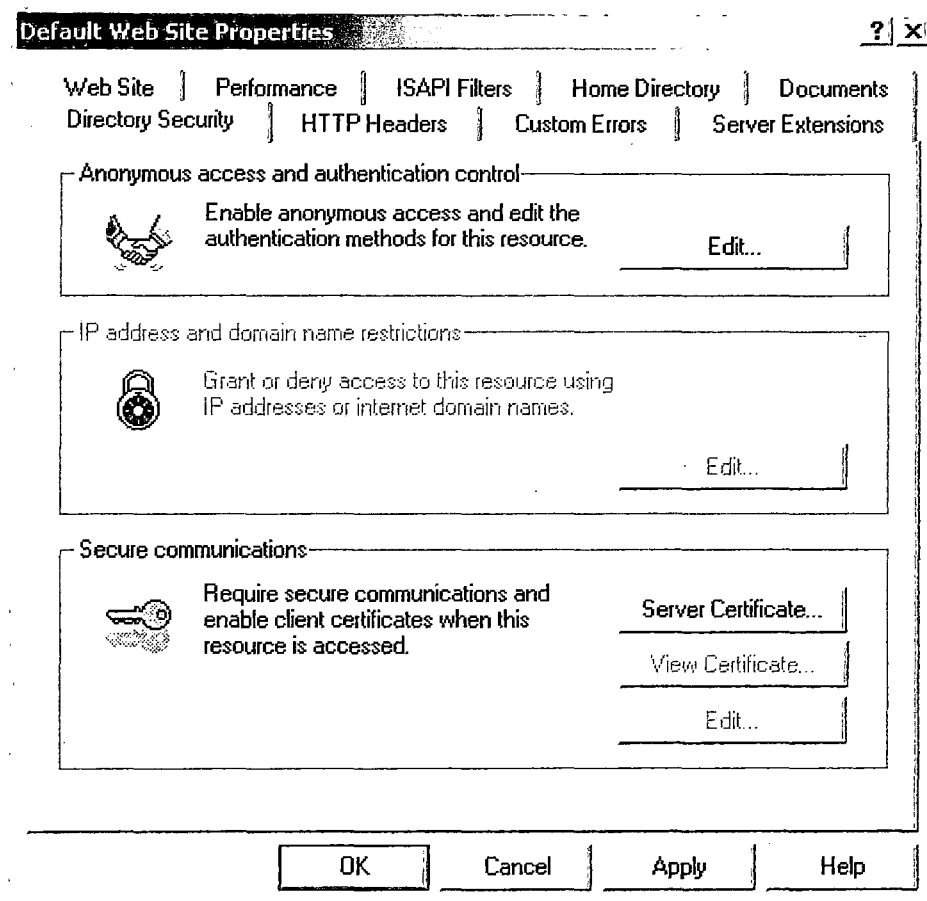 Default Web Site Properties ? X
Web Site Performance ISAPI Filters Home Directory Documents
Directory Security HTTP Headers Custom Errors Server Extensions
Anonymous access and authentication control
Enable anonymous access and edit the
authentication methods for this resource.
Edit...
IP address and domain name restrictions
Grant or deny access to this resource using
IP addresses or internet domain names.
Edit...
Secure communications
Require secure communications and
enable client certificates when this
resource is accessed.
Server Certificate...
View Certificate...
Edit...
OK Cancel Apply Help